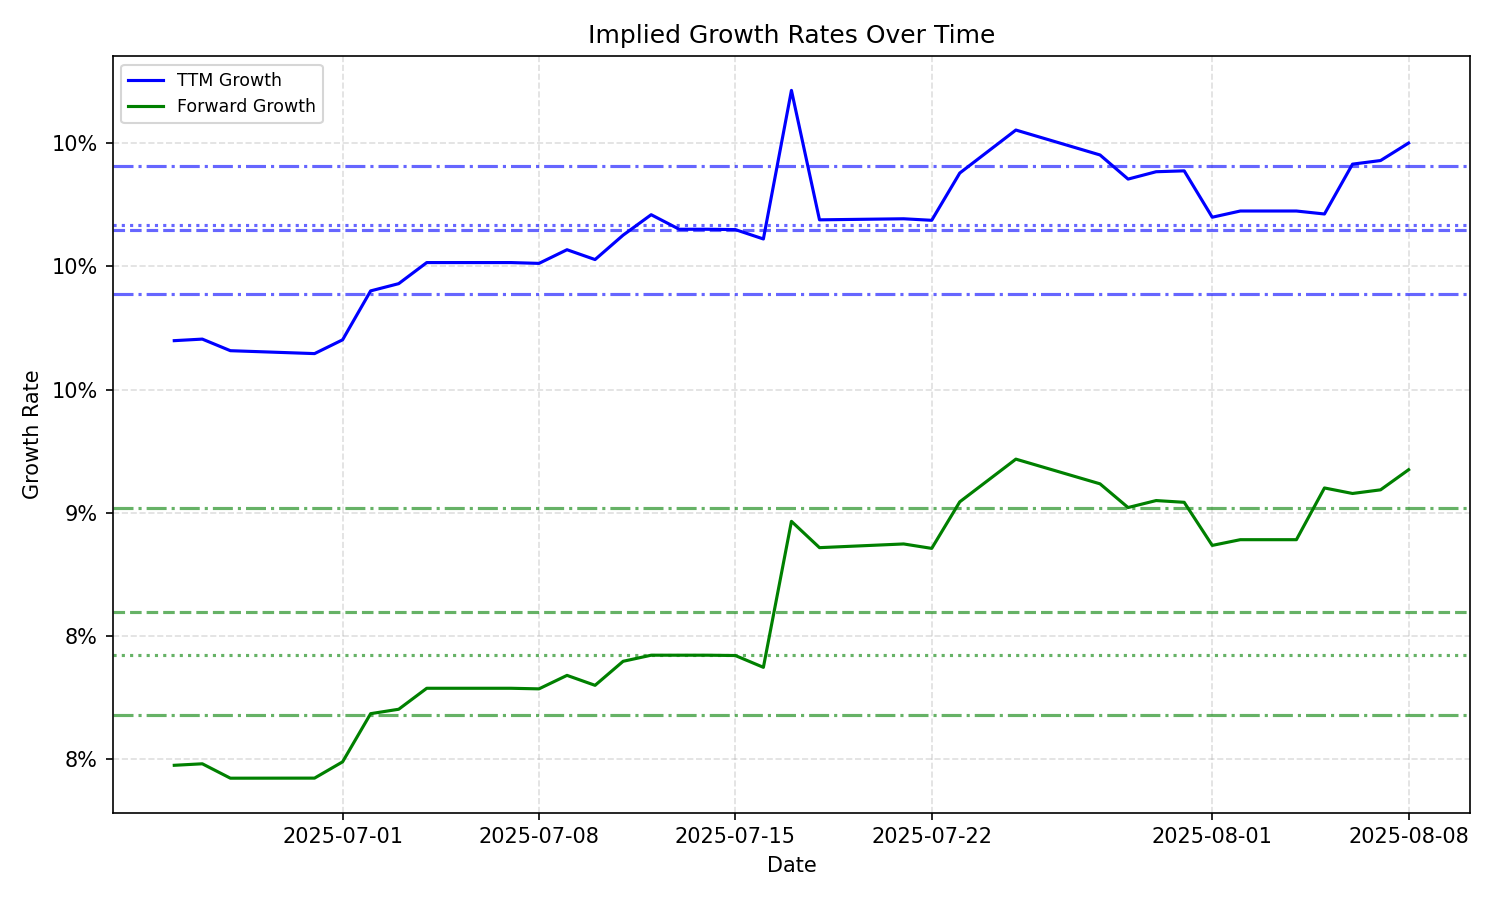 Implied Growth Rates Over Time
TTM Growth
Forward Growth
Growth Rate
10%
10%
10%
9%
8%
8%
2025-07-01
2025-07-08
2025-07-15
2025-07-22
2025-08-01
2025-08-08
Date